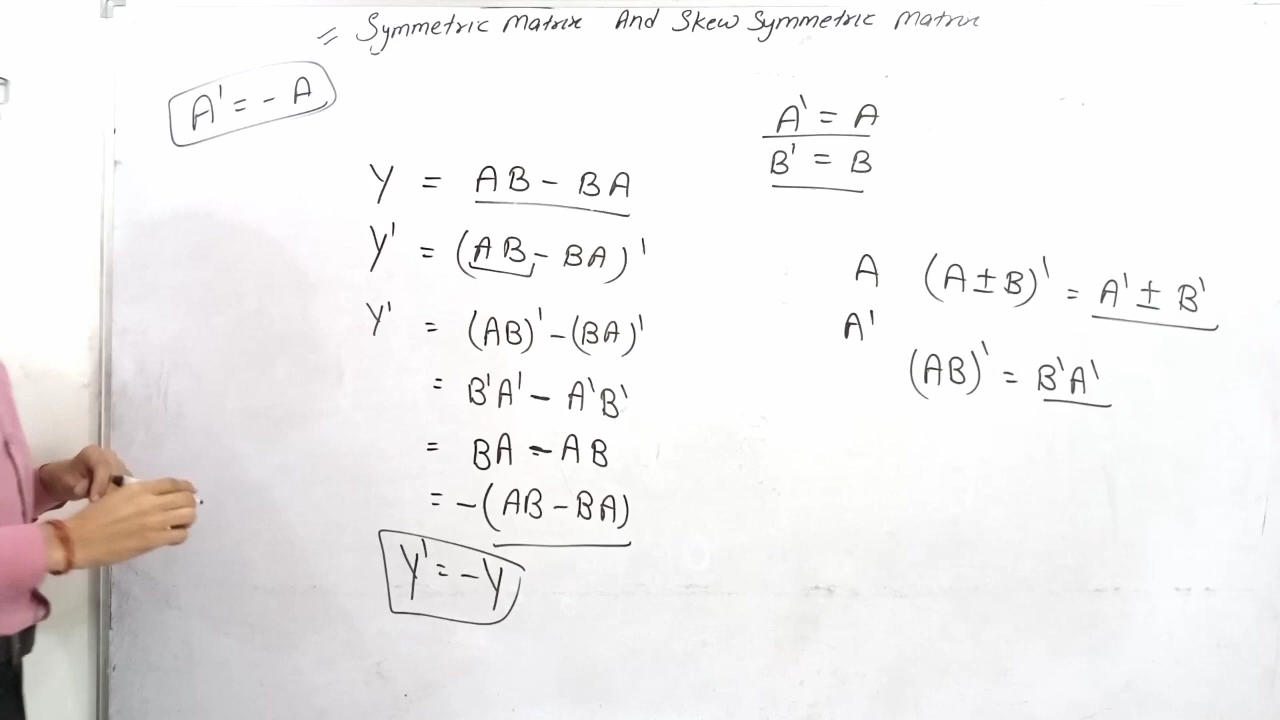 = Symmetric Matrix And Skew Symmetric Matrix
A' = - A
A' = A
B' = B
Y = AB - BA
Y' = (AB - BA)'
Y' = (AB)' - (BA)'
= B'A' - A'B'
= BA - AB
= -(AB - BA)
Y' = - Y
A (A ± B)' = A' ± B'
A'
(AB)' = B'A'